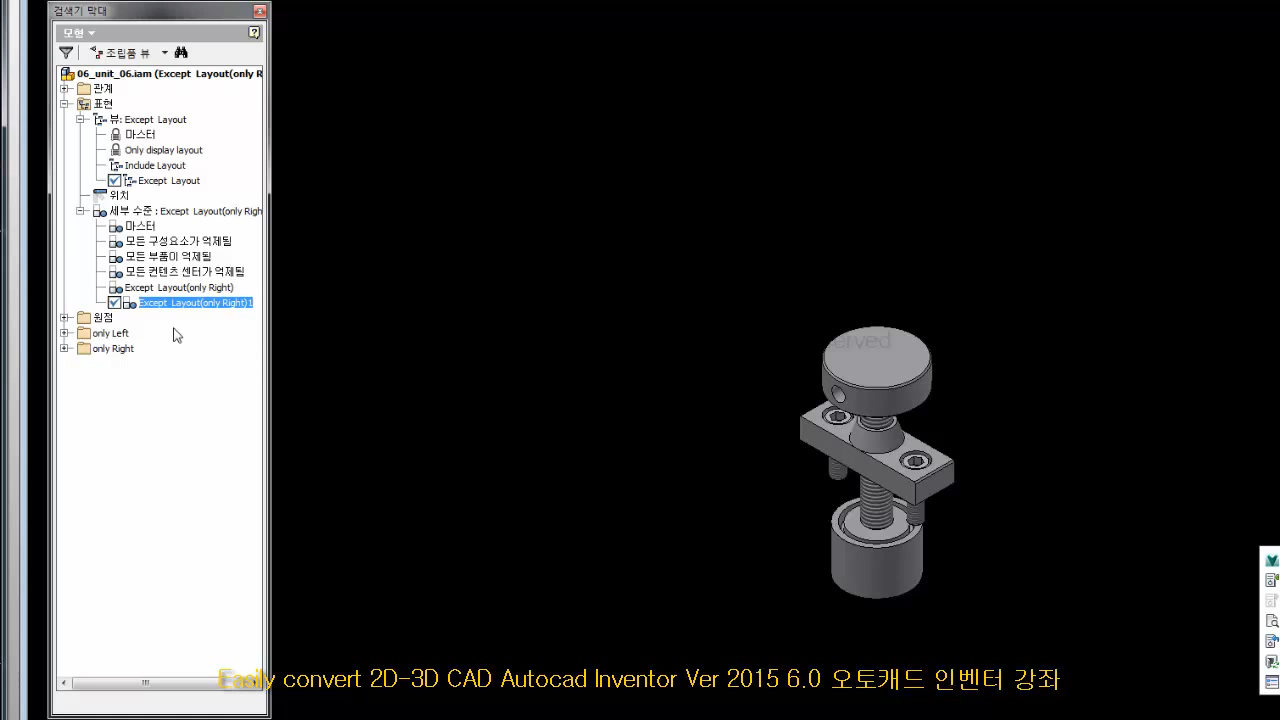 검색기 막대
모형
조립품 뷰
06_unit_06.iam (Except Layout(only R
관계
표현
뷰: Except Layout
마스터
Only display layout
Include Layout
Except Layout
위치
세부 수준 : Except Layout(only Righ
마스터
모든 구성요소가 억제됨
모든 부품이 억제됨
모든 컨텐츠 센터가 억제됨
Except Layout(only Right)
Except Layout(only Right)1
원점
only Left
only Right
erved
Easily convert 2D-3D CAD Autocad Inventor Ver 2015 6.0 오토캐드 인벤터 강좌